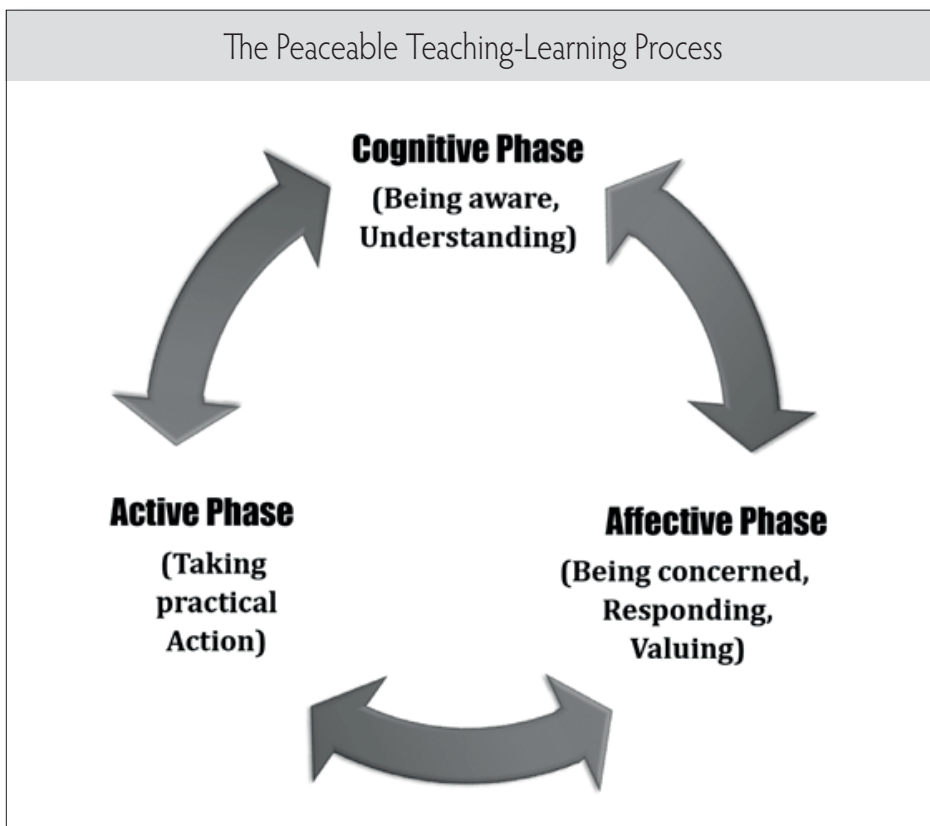 The Peaceable Teaching-Learning Process
Cognitive Phase
(Being aware,
Understanding)
Active Phase
(Taking
practical
Action)
Affective Phase
(Being concerned,
Responding,
Valuing)